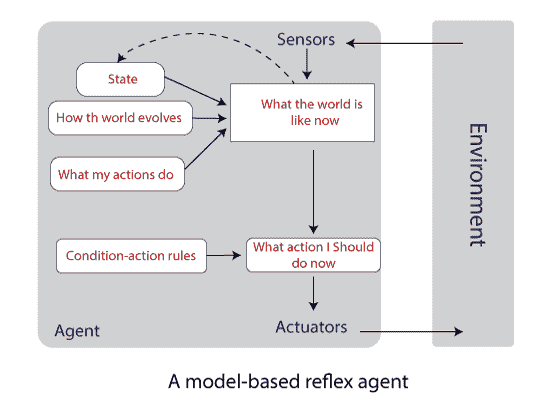 Sensors
State
What the world is
like now
How th world evolves
What my actions do
Environment
Condition-action rules
What action I Should
do now
Agent
Actuators
A model-based reflex agent